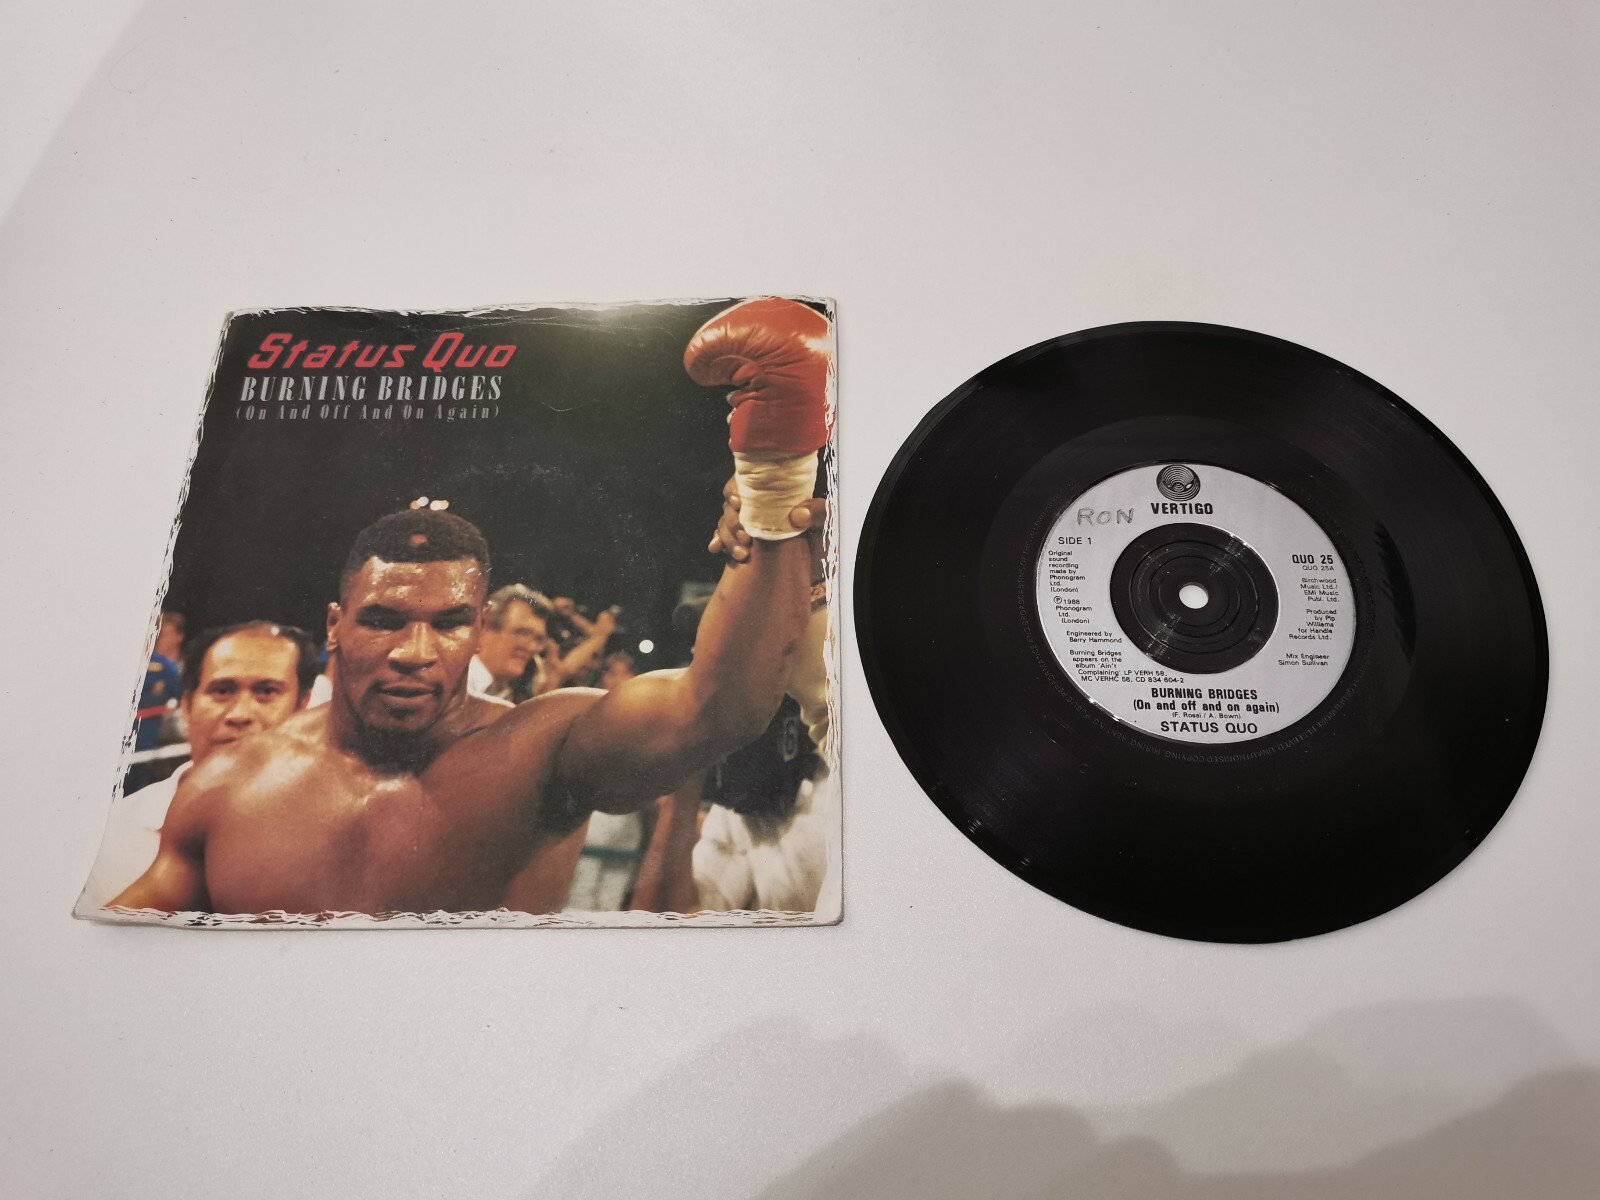 Status Quo
BURNING BRIDGES
(On And Off And On Again)
RON
VERTIGO
SIDE 1
Original
sound
recording
made by
Phonogram
Ltd.
(London)
Ⓟ 1988
Phonogram
Ltd.
(London)
Engineered by
Barry Hammond
Burning Bridges
appears on the
album 'Ain't
Complaining' LP VERH 58,
MC VERHC 58, CD 834 604-2
QUO 25
QUO 25A
Birchwood
Music Ltd./
EMI Music
Publ. Ltd.
Produced
by Pip
Williams
for Handle
Records Ltd.
Mix Engineer
Simon Sullivan
BURNING BRIDGES
(On and off and on again)
(F. Rossi / A. Bown)
STATUS QUO